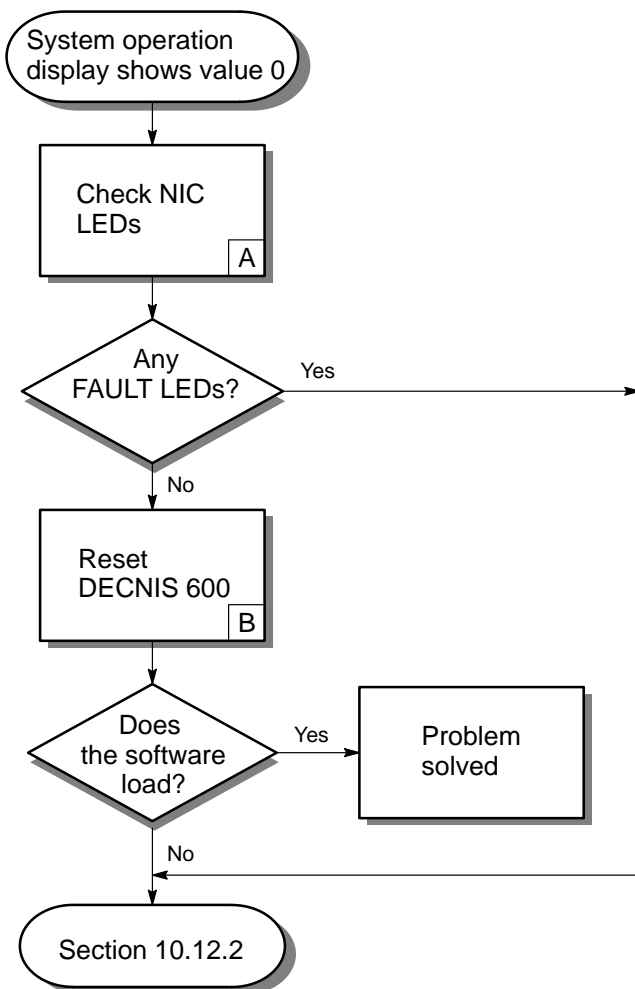 System operation
display shows value 0
Check NIC
LEDs
A
Any
FAULT LEDs?
Yes
No
Reset
DECNIS 600
B
Does
the software
load?
Yes
Problem
solved
No
Section 10.12.2